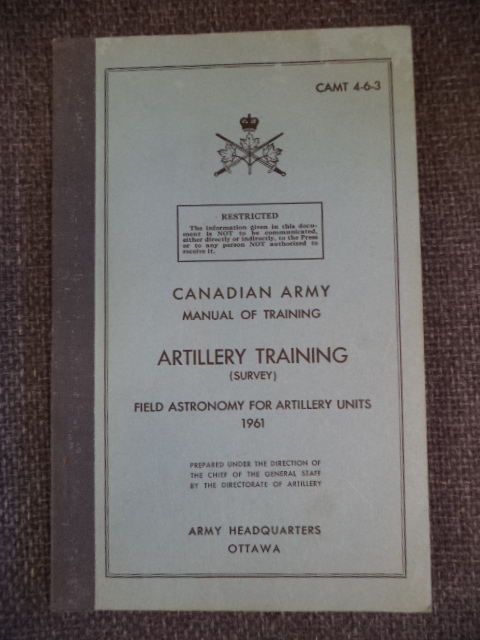 CAMT 4-6-3
RESTRICTED
The information given in this docu-
ment is NOT to be communicated,
either directly or indirectly, to the Press
or to any person NOT authorized to
receive it.
CANADIAN ARMY
MANUAL OF TRAINING
ARTILLERY TRAINING
(SURVEY)
FIELD ASTRONOMY FOR ARTILLERY UNITS
1961
PREPARED UNDER THE DIRECTION OF
THE CHIEF OF THE GENERAL STAFF
BY THE DIRECTORATE OF ARTILLERY
ARMY HEADQUARTERS
OTTAWA